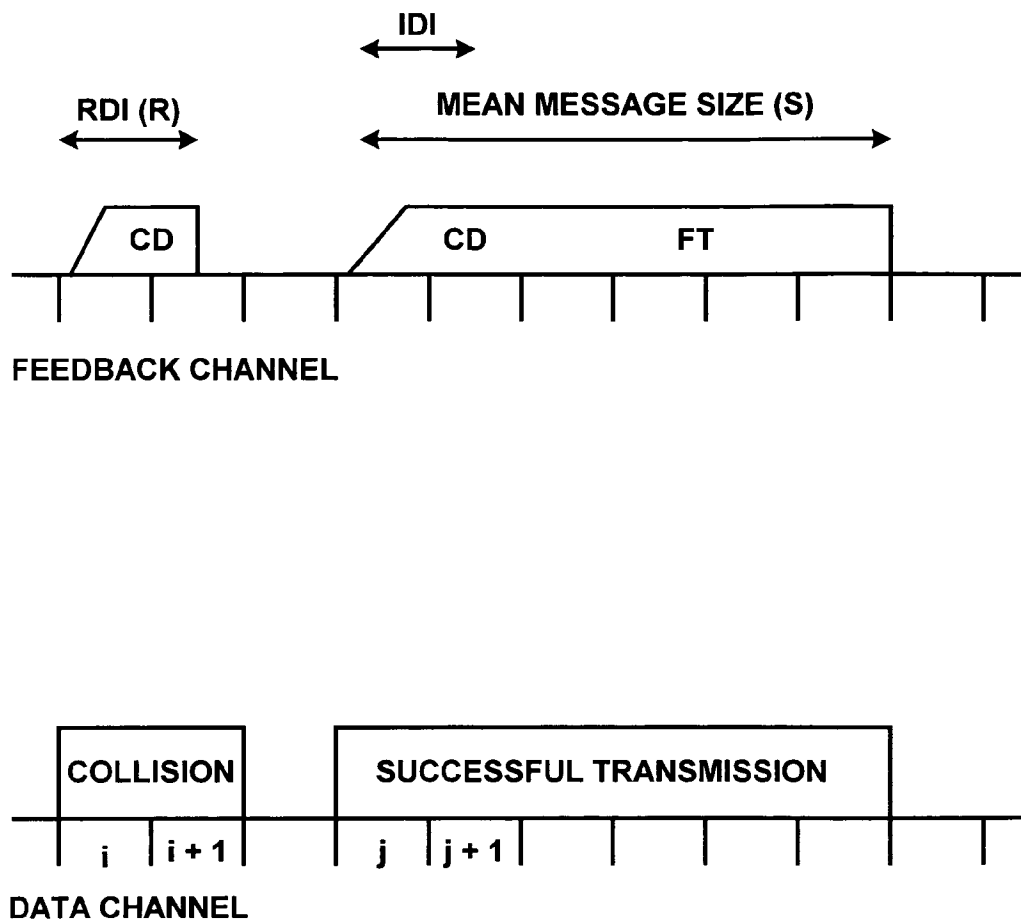 IDI
RDI (R)
MEAN MESSAGE SIZE (S)
CD
CD
FT
FEEDBACK CHANNEL
COLLISION
SUCCESSFUL TRANSMISSION
i
i + 1
j
j + 1
DATA CHANNEL